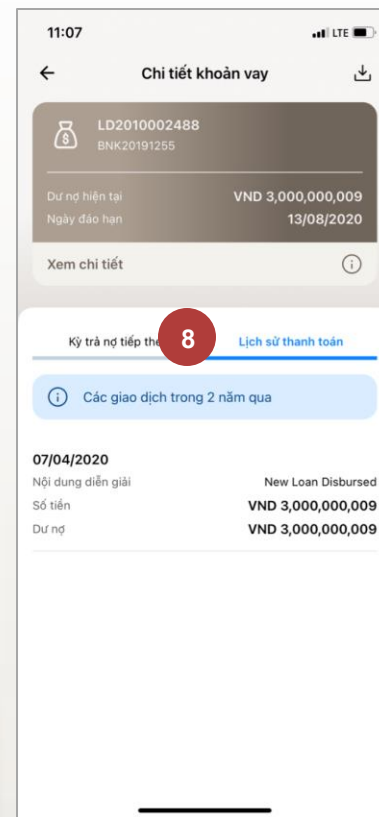 11:07 LTE
Chi tiết khoản vay
LD2010002488
BNK20191255
Dư nợ hiện tại VND 3,000,000,009
Ngày đáo hạn 13/08/2020
Xem chi tiết
Kỳ trả nợ tiếp the 8 Lịch sử thanh toán
Các giao dịch trong 2 năm qua
07/04/2020
Nội dung diễn giải New Loan Disbursed
Số tiền VND 3,000,000,009
Dư nợ VND 3,000,000,009